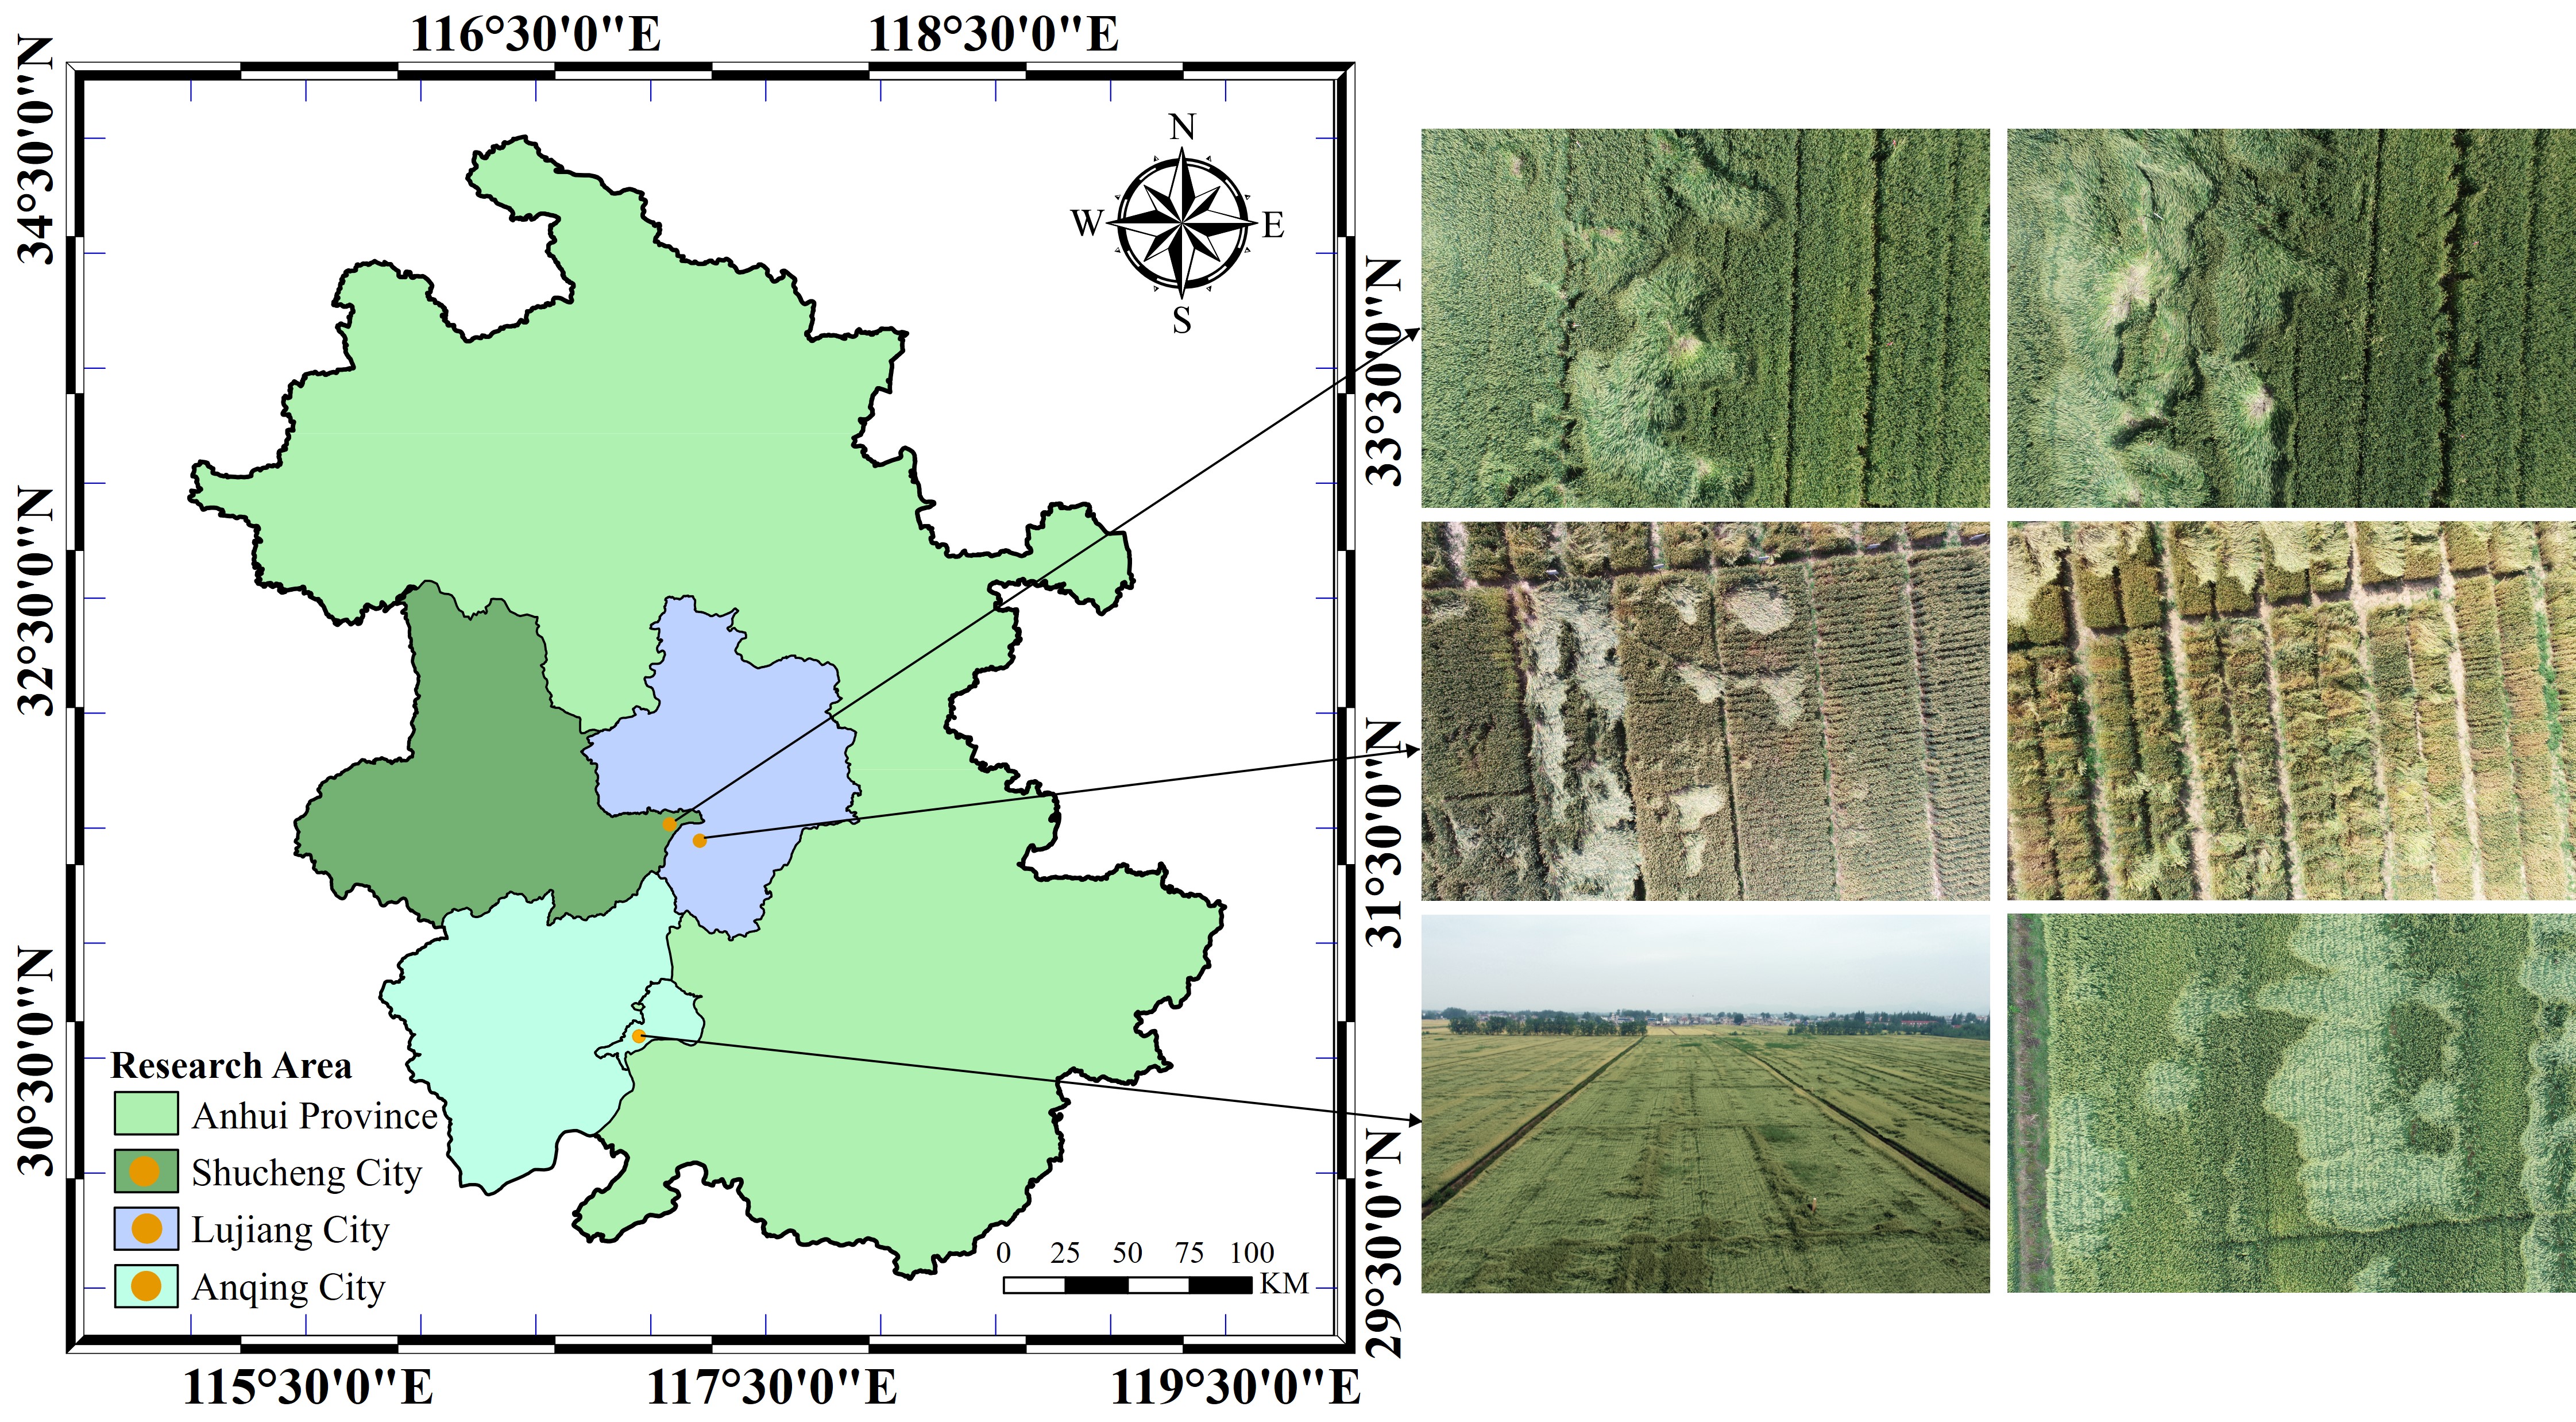 116°30'0"E
118°30'0"E
34°30'0"N
32°30'0"N
30°30'0"N
33°30'0"N
31°30'0"N
29°30'0"N
N
W
E
S
Research Area
Anhui Province
Shucheng City
Lujiang City
Anqing City
0 25 50 75 100
KM
115°30'0"E
117°30'0"E
119°30'0"E